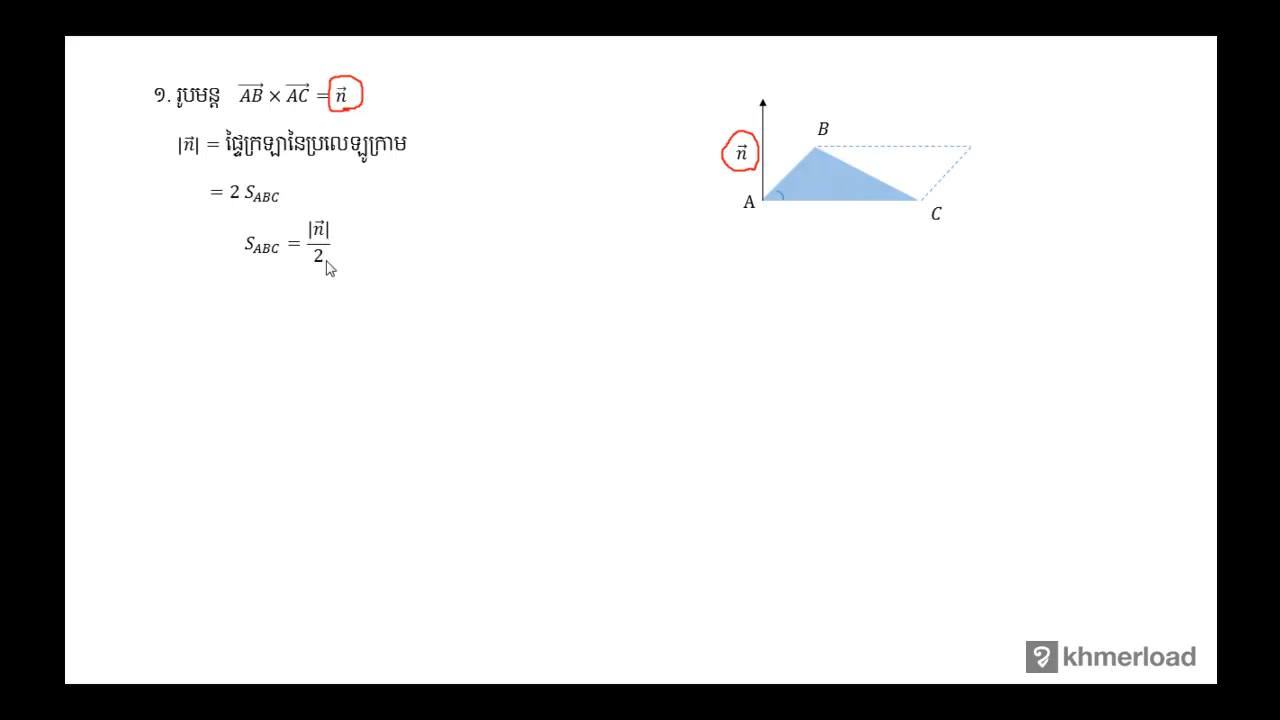 ១. រូបមន្ត AB × AC = n
|n| = ផ្ទៃក្រឡានៃប្រលេឡូក្រាម
= 2 S_ABC
S_ABC = |n|/2
n
B
A
C
khmerload